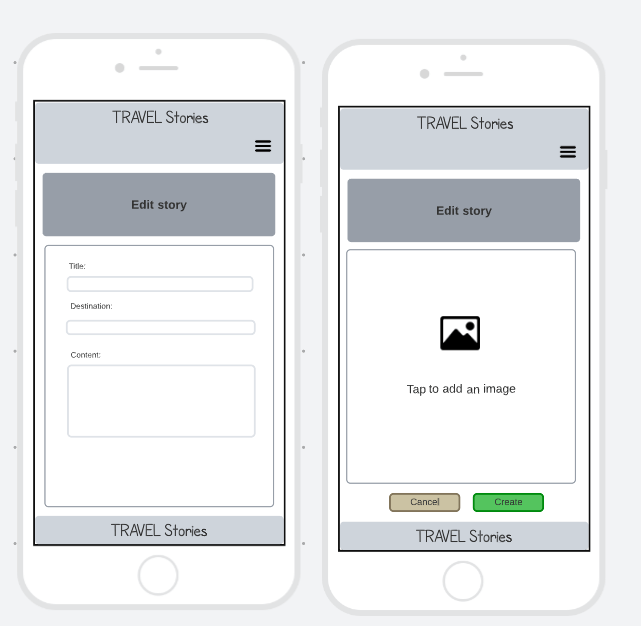 TRAVEL Stories
Edit story
Title:
Destination:
Content:
TRAVEL Stories
TRAVEL Stories
Edit story
Tap to add an image
Cancel
Create
TRAVEL Stories